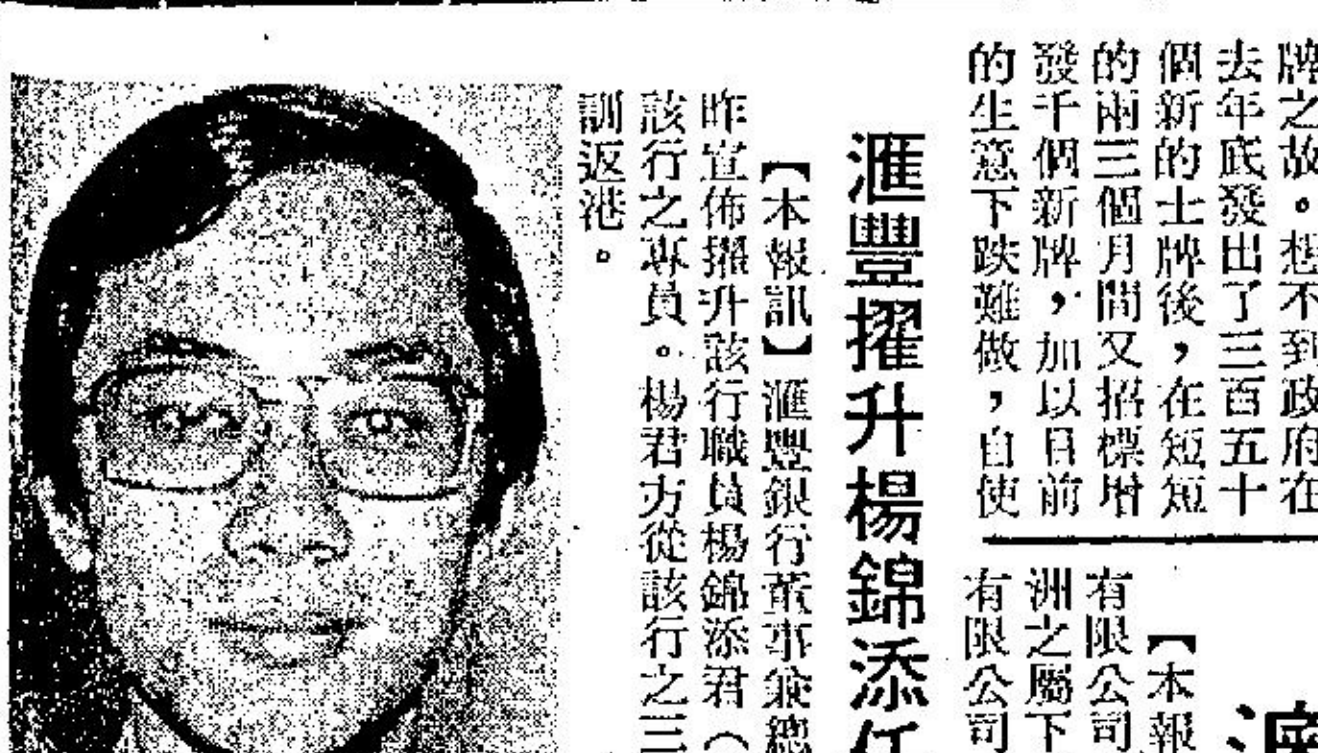 牌之故。想不到政府在
去年底發出了三百五十
個新的士牌後，在短短
的兩三個月間又招標增
發千個新牌，加以目前
的生意下跌難做，自使
滙豐擢升楊錦添任
【本報訊】滙豐銀行董事兼總
昨宣佈擢升該行職員楊錦添君（
該行之專員。楊君方從該行之三
訓返港。
【本報
有限公司
洲之屬下
有限公司